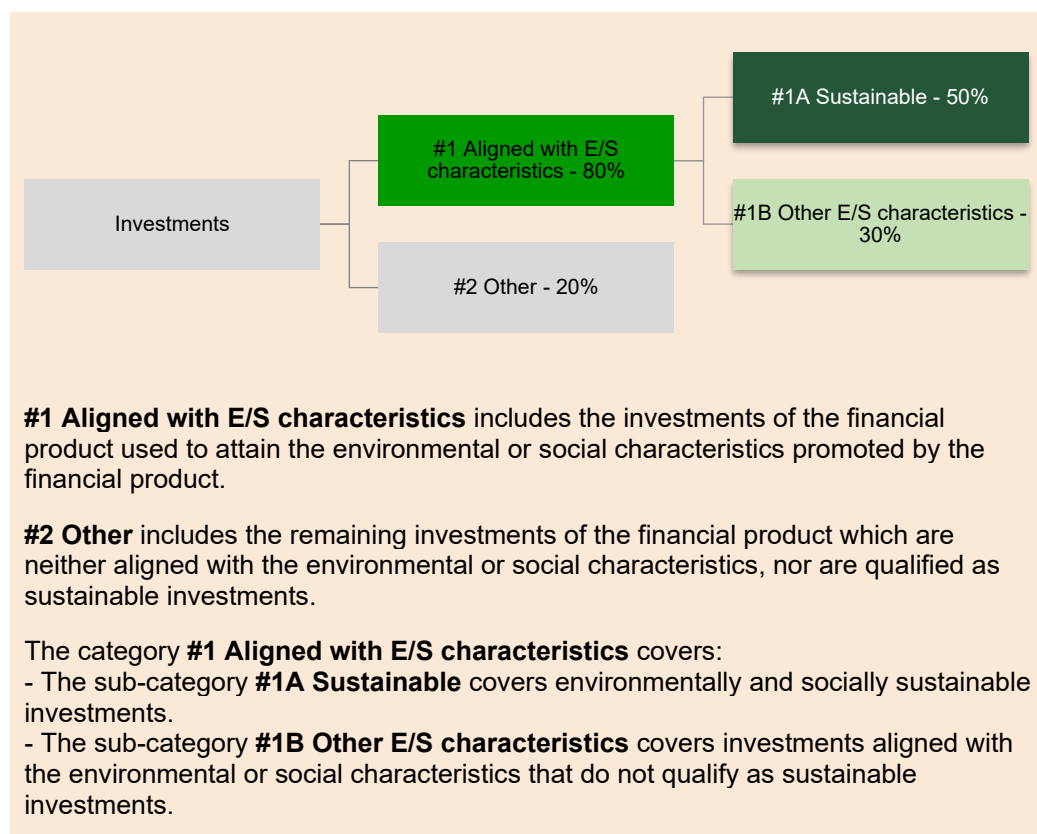 #1A Sustainable - 50%
#1 Aligned with E/S
characteristics - 80%
Investments
#1B Other E/S characteristics -
30%
#2 Other - 20%
#1 Aligned with E/S characteristics includes the investments of the financial
product used to attain the environmental or social characteristics promoted by the
financial product.
#2 Other includes the remaining investments of the financial product which are
neither aligned with the environmental or social characteristics, nor are qualified as
sustainable investments.
The category #1 Aligned with E/S characteristics covers:
- The sub-category #1A Sustainable covers environmentally and socially sustainable
investments.
- The sub-category #1B Other E/S characteristics covers investments aligned with
the environmental or social characteristics that do not qualify as sustainable
investments.